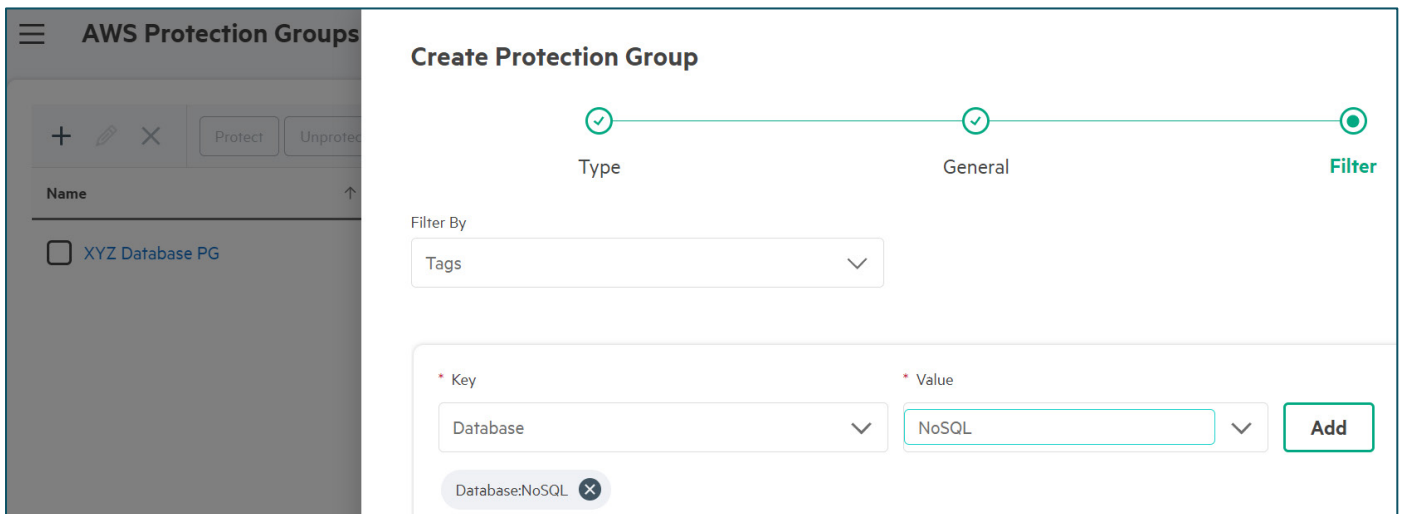 AWS Protection Groups
Protect
Unprotec
Name
XYZ Database PG
Create Protection Group
Type
General
Filter
Filter By
Tags
* Key
* Value
Database
NoSQL
Add
Database:NoSQL